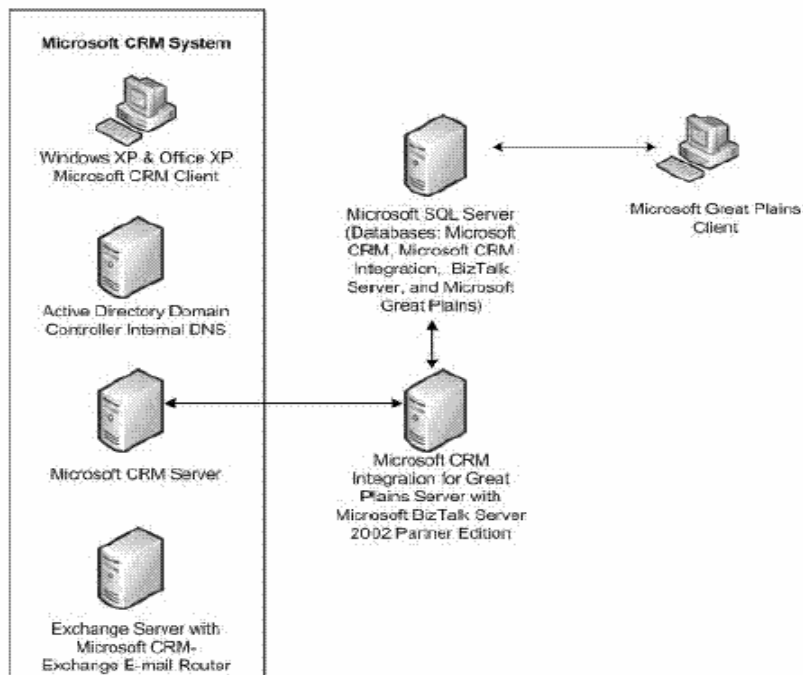 Microsoft CRM System
Windows XP & Office XP
Microsoft CRM Client
Active Directory Domain
Controller Internal DNS
Microsoft CRM Server
Exchange Server with
Microsoft CRM-
Exchange E-mail Router
Microsoft SQL Server
(Databases: Microsoft
CRM, Microsoft CRM
Integration, BizTalk
Server, and Microsoft
Great Plains)
Microsoft CRM
Integration for Great
Plains Server with
Microsoft BizTalk Server
2002 Partner Edition
Microsoft Great Plains
Client